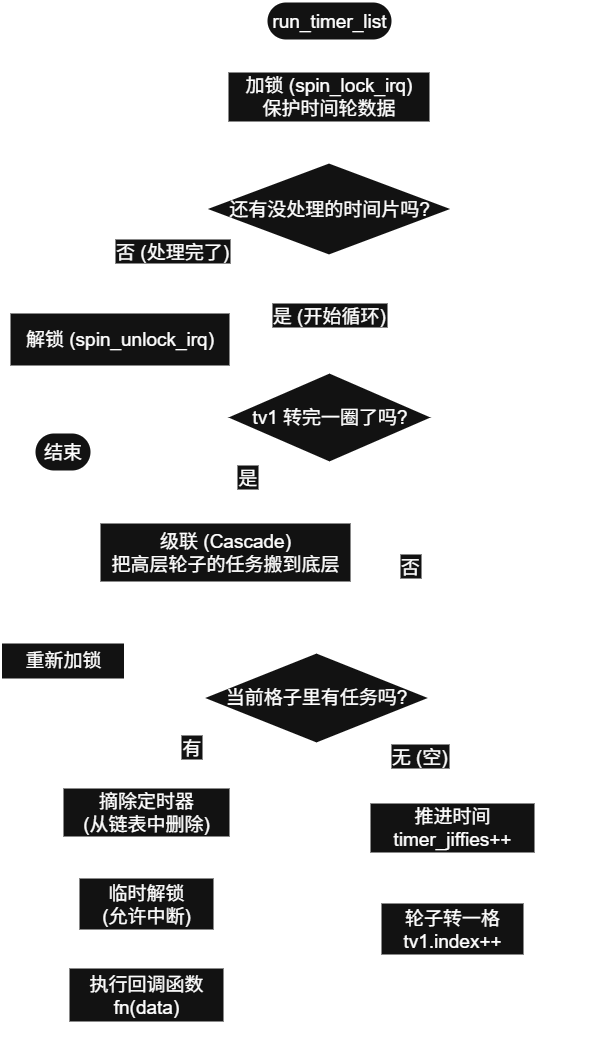 run_timer_list
加锁 (spin_lock_irq)
保护时间轮数据
还有没处理的时间片吗?
否 (处理完了)
是 (开始循环)
解锁 (spin_unlock_irq)
tv1 转完一圈了吗?
结束
是
级联 (Cascade)
把高层轮子的任务搬到底层
否
重新加锁
当前格子里有任务吗?
有
无 (空)
摘除定时器
(从链表中删除)
推进时间
timer_jiffies++
临时解锁
(允许中断)
轮子转一格
tv1.index++
执行回调函数
fn(data)